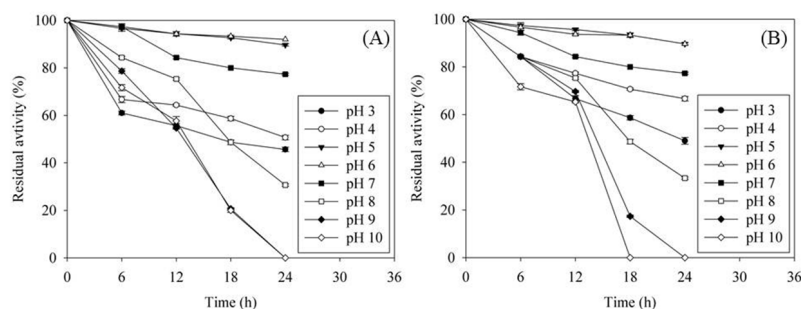 (A)
Residual avtivity (%)
100
80
60
40
20
0
pH 3
pH 4
pH 5
pH 6
pH 7
pH 8
pH 9
pH 10
0 6 12 18 24 30 36
Time (h)
(B)
Residual avtivity (%)
100
80
60
40
20
0
pH 3
pH 4
pH 5
pH 6
pH 7
pH 8
pH 9
pH 10
0 6 12 18 24 30 36
Time (h)